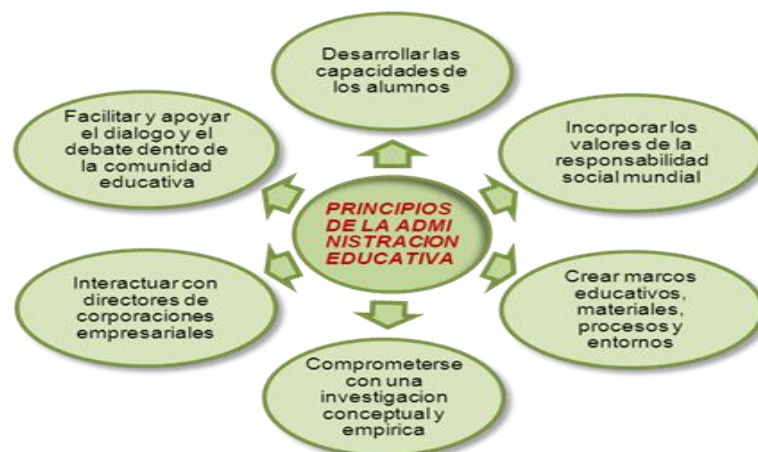 Desarrollar las
capacidades de
los alumnos
Facilitar y apoyar
el dialogo y el
debate dentro de
la comunidad
educativa
Incorporar los
valores de la
responsabilidad
social mundial
PRINCIPIOS
DE LA ADMI
NISTRACION
EDUCATIVA
Interactuar con
directores de
corporaciones
empresariales
Crear marcos
educativos,
materiales,
procesos y
entornos
Comprometerse
con una
investigacion
conceptual y
empirica